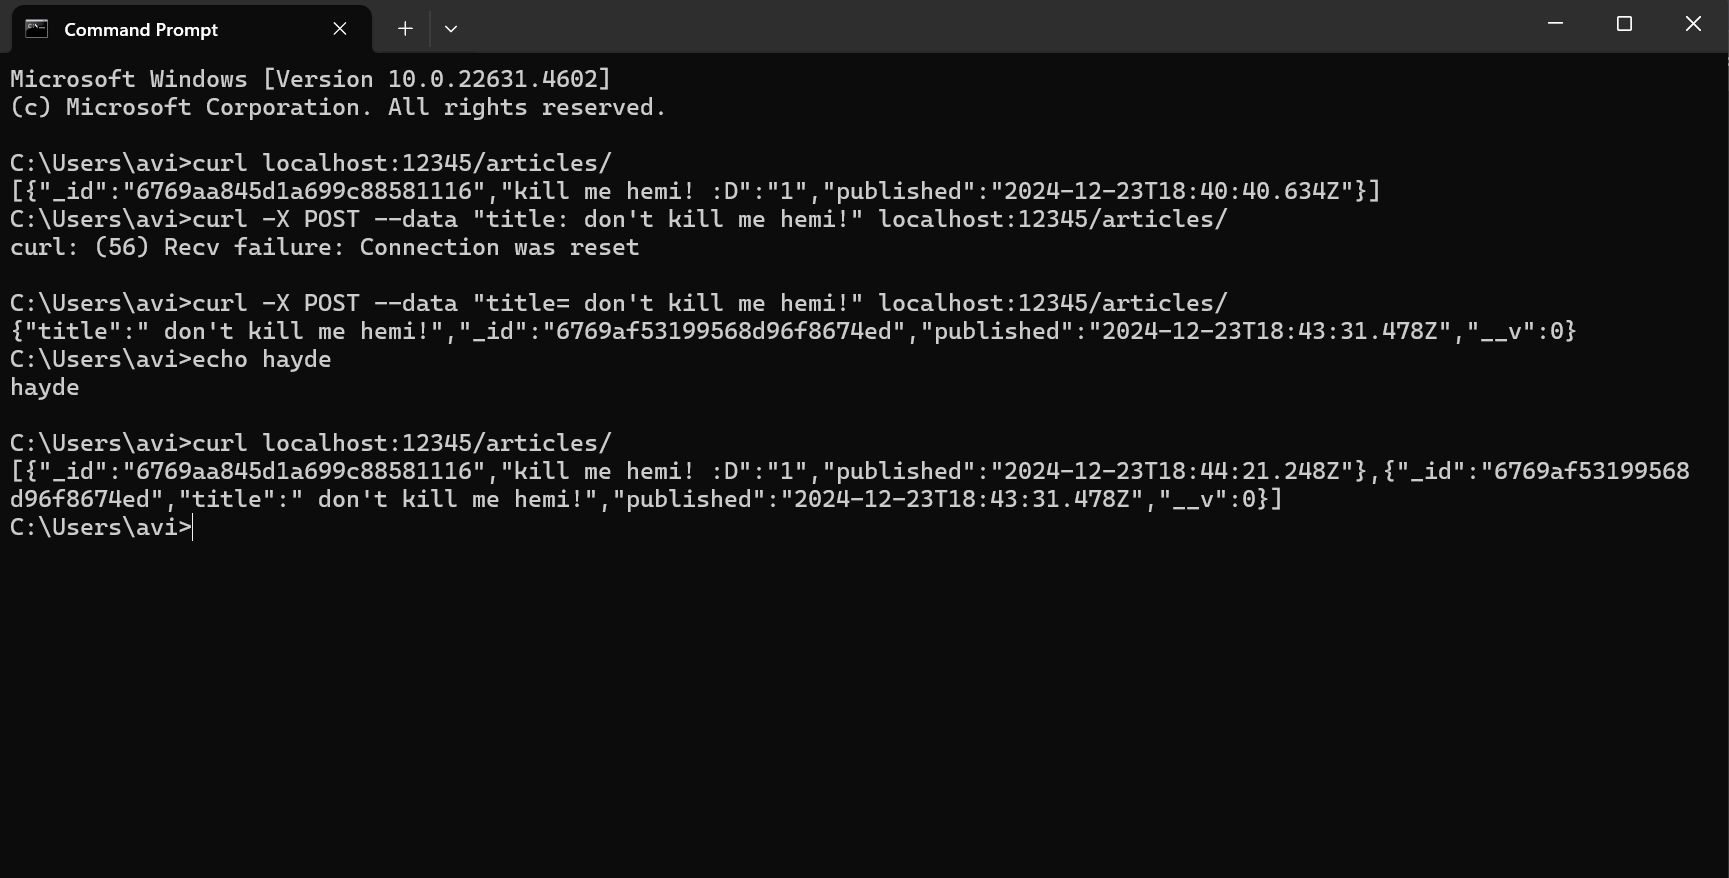 Command Prompt
Microsoft Windows [Version 10.0.22631.4602]
(c) Microsoft Corporation. All rights reserved.
C:\Users\avi>curl localhost:12345/articles/
[{"_id":"6769aa845d1a699c88581116","kill me hemi! :D":"1","published":"2024-12-23T18:40:40.634Z"}]
C:\Users\avi>curl -X POST --data "title: don't kill me hemi!" localhost:12345/articles/
curl: (56) Recv failure: Connection was reset
C:\Users\avi>curl -X POST --data "title= don't kill me hemi!" localhost:12345/articles/
{"title":" don't kill me hemi!","_id":"6769af53199568d96f8674ed","published":"2024-12-23T18:43:31.478Z","__v":0}
C:\Users\avi>echo hayde
hayde
C:\Users\avi>curl localhost:12345/articles/
[{"_id":"6769aa845d1a699c88581116","kill me hemi! :D":"1","published":"2024-12-23T18:44:21.248Z"},{"_id":"6769af53199568
d96f8674ed","title":" don't kill me hemi!","published":"2024-12-23T18:43:31.478Z","__v":0}]
C:\Users\avi>